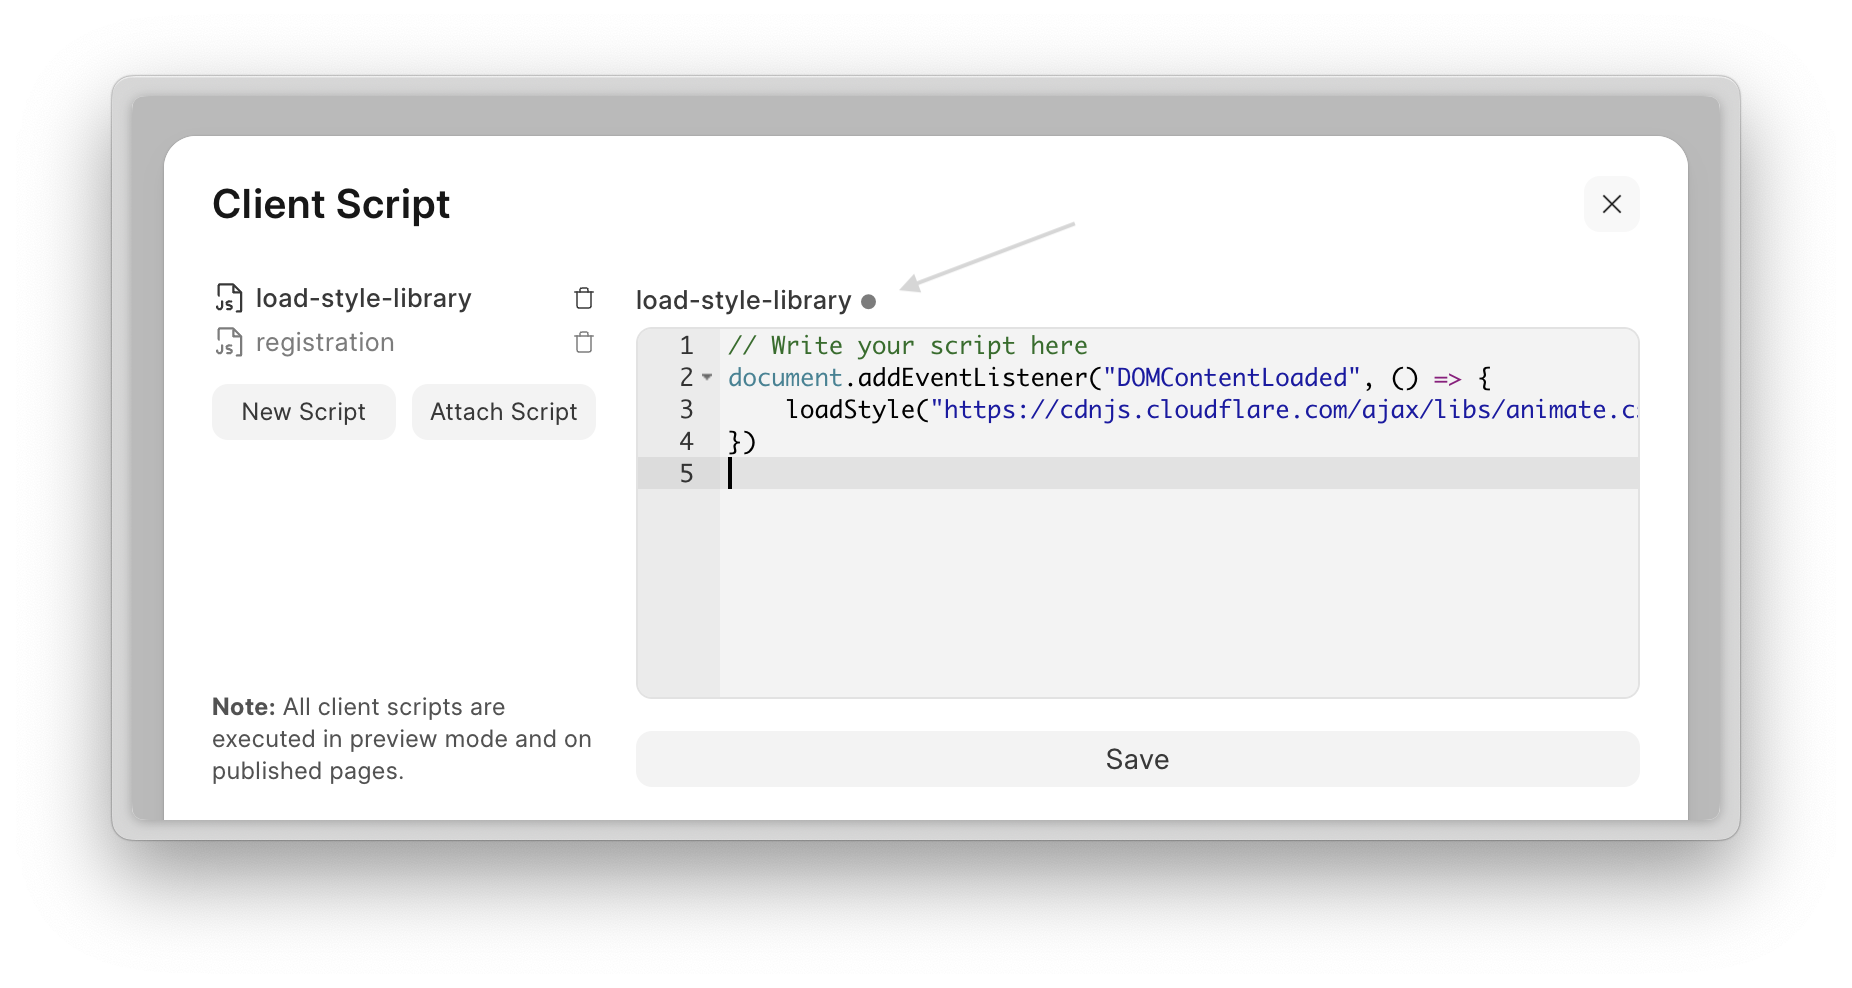 Client Script
load-style-library
registration
New Script
Attach Script
Note: All client scripts are
executed in preview mode and on
published pages.
load-style-library
1 // Write your script here
2 document.addEventListener("DOMContentLoaded", () => {
3 loadStyle("https://cdnjs.cloudflare.com/ajax/libs/animate.c
4 })
5
Save